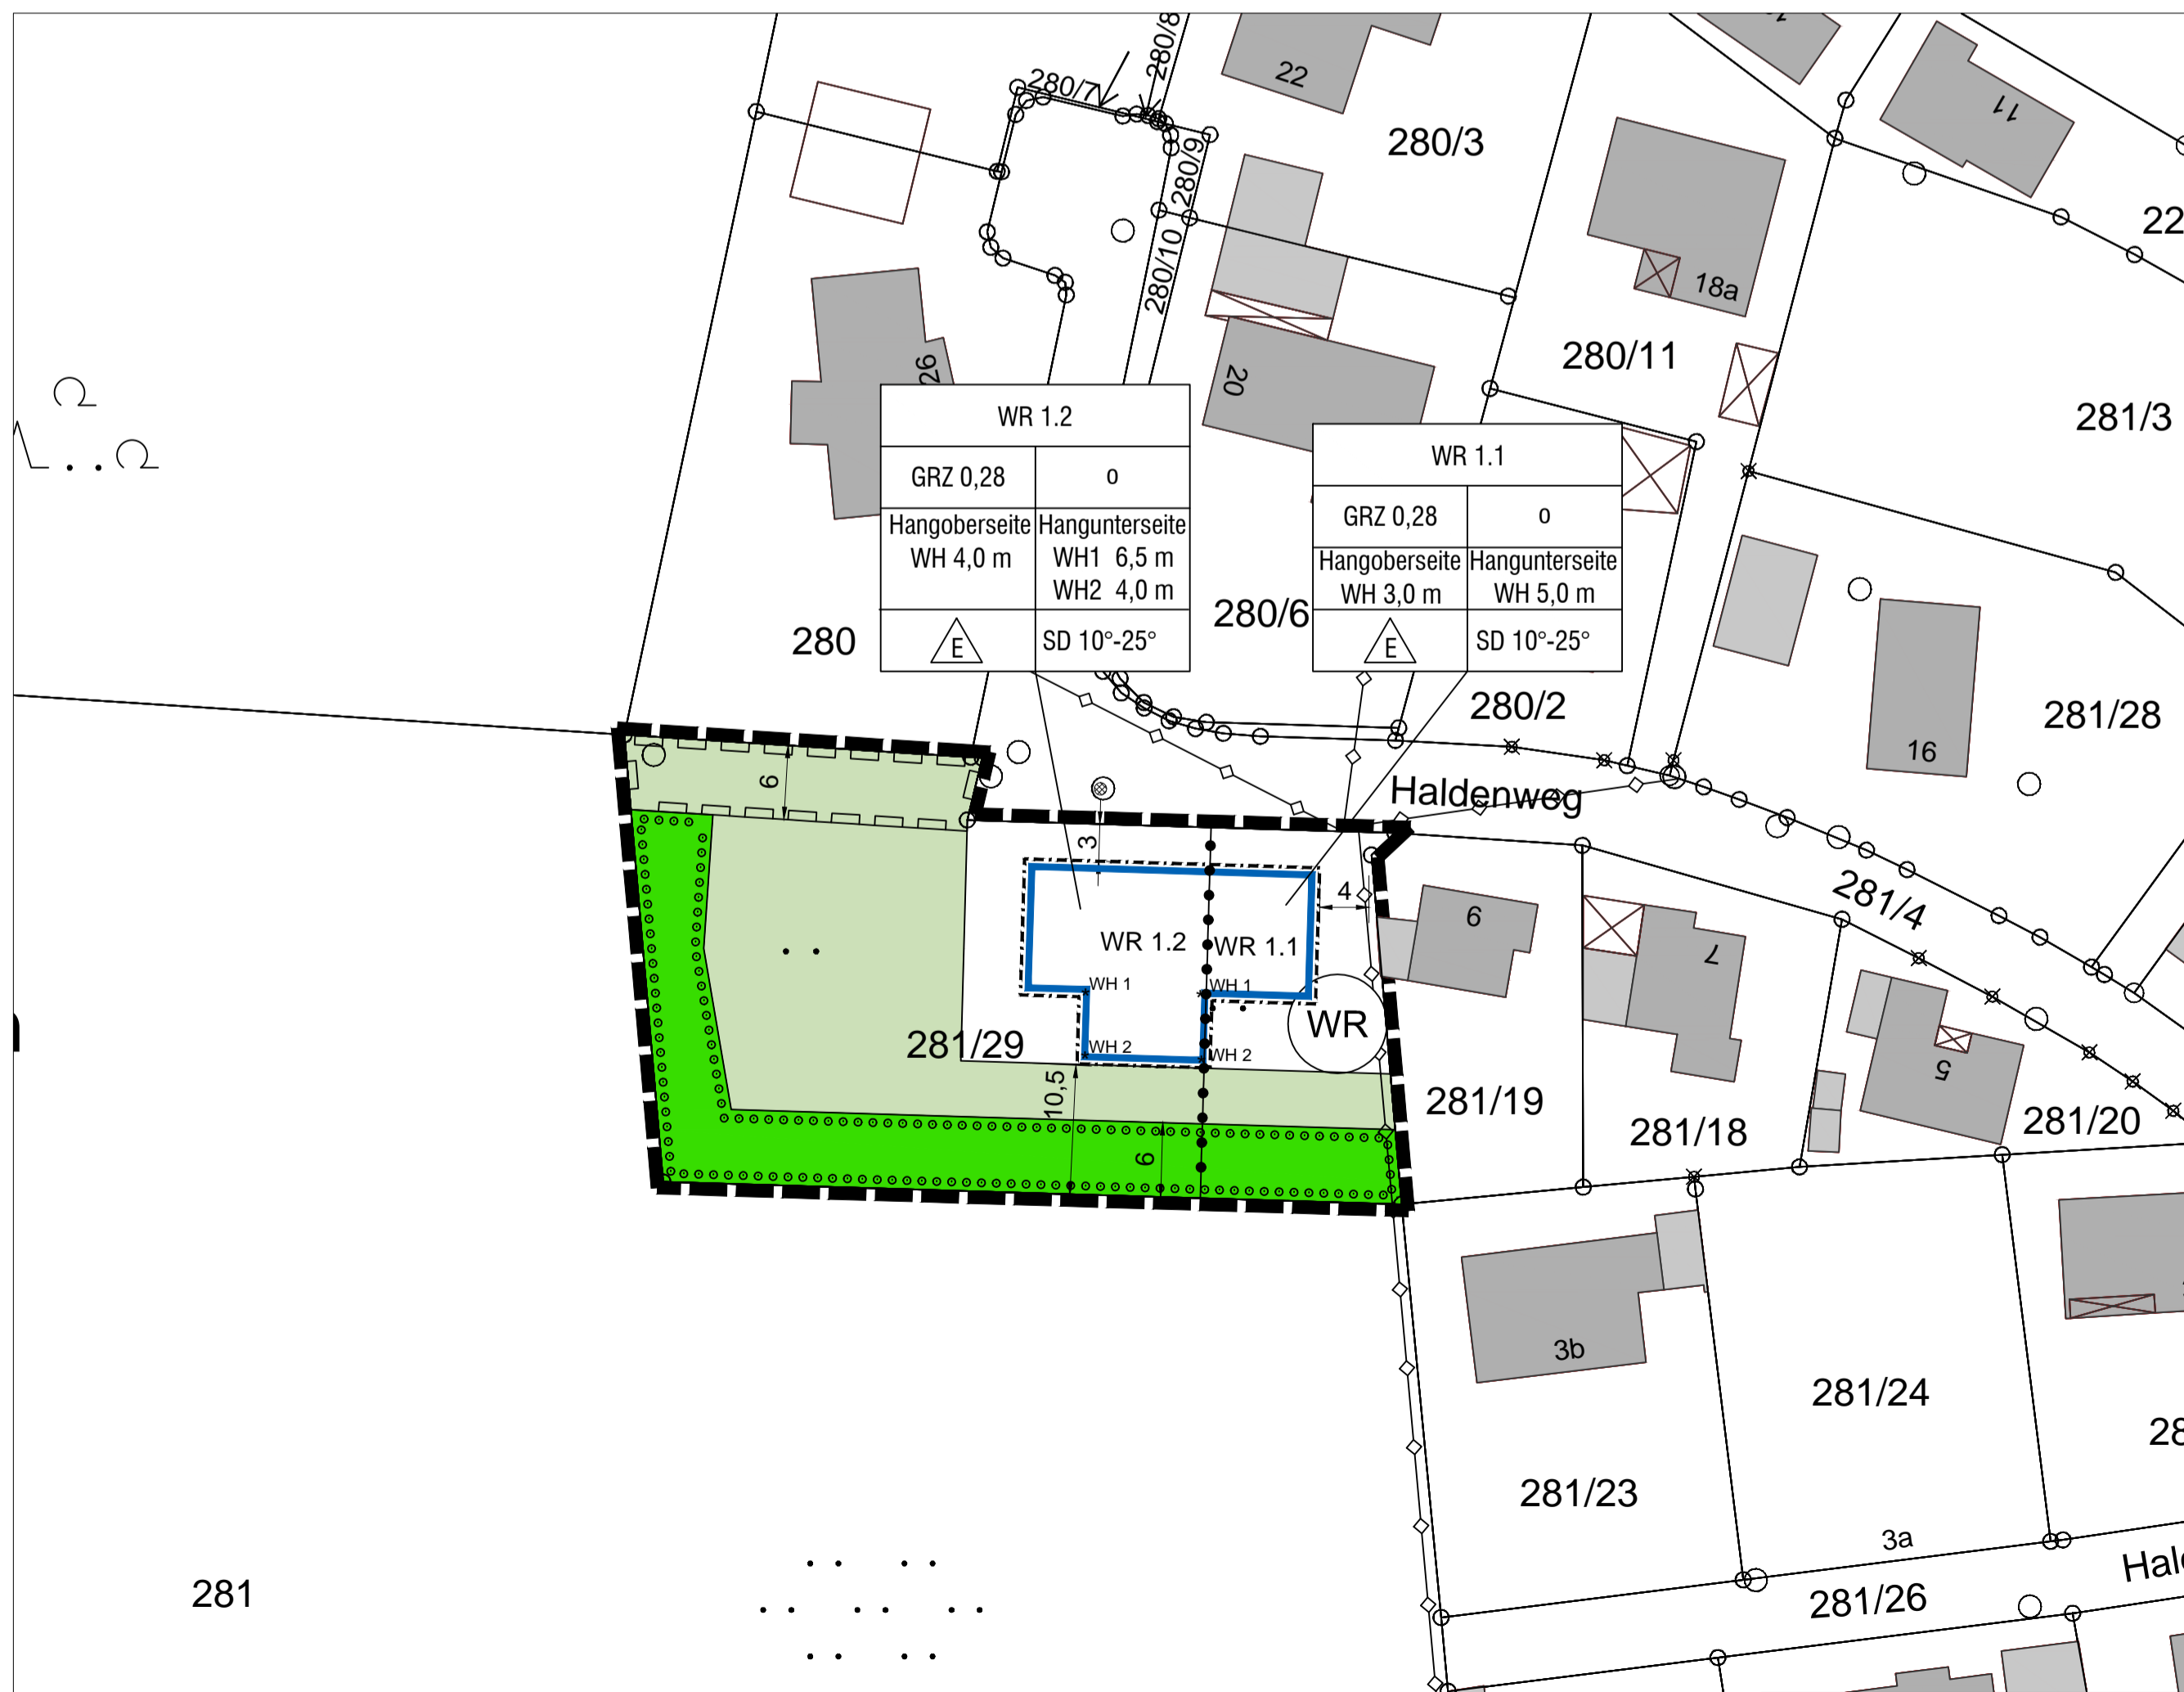 280/7
280/8
22
11
280/3
280/9
22
280/10
18a
280/11
26
20
281/3
WR 1.2
GRZ 0,28
o
Hangoberseite
WH 4,0 m
Hangunterseite
WH1 6,5 m
WH2 4,0 m
E
SD 10°-25°
WR 1.1
GRZ 0,28
o
Hangoberseite
WH 3,0 m
Hangunterseite
WH 5,0 m
E
SD 10°-25°
280
280/6
280/2
281/28
16
6
Haldenweg
3
4
281/4
6
7
WR 1.2
WR 1.1
WH 1
WH 1
WR
281/29
WH 2
WH 2
5
10,5
281/19
281/18
281/20
6
3b
281/24
28
281/23
3a
Hal
281
281/26